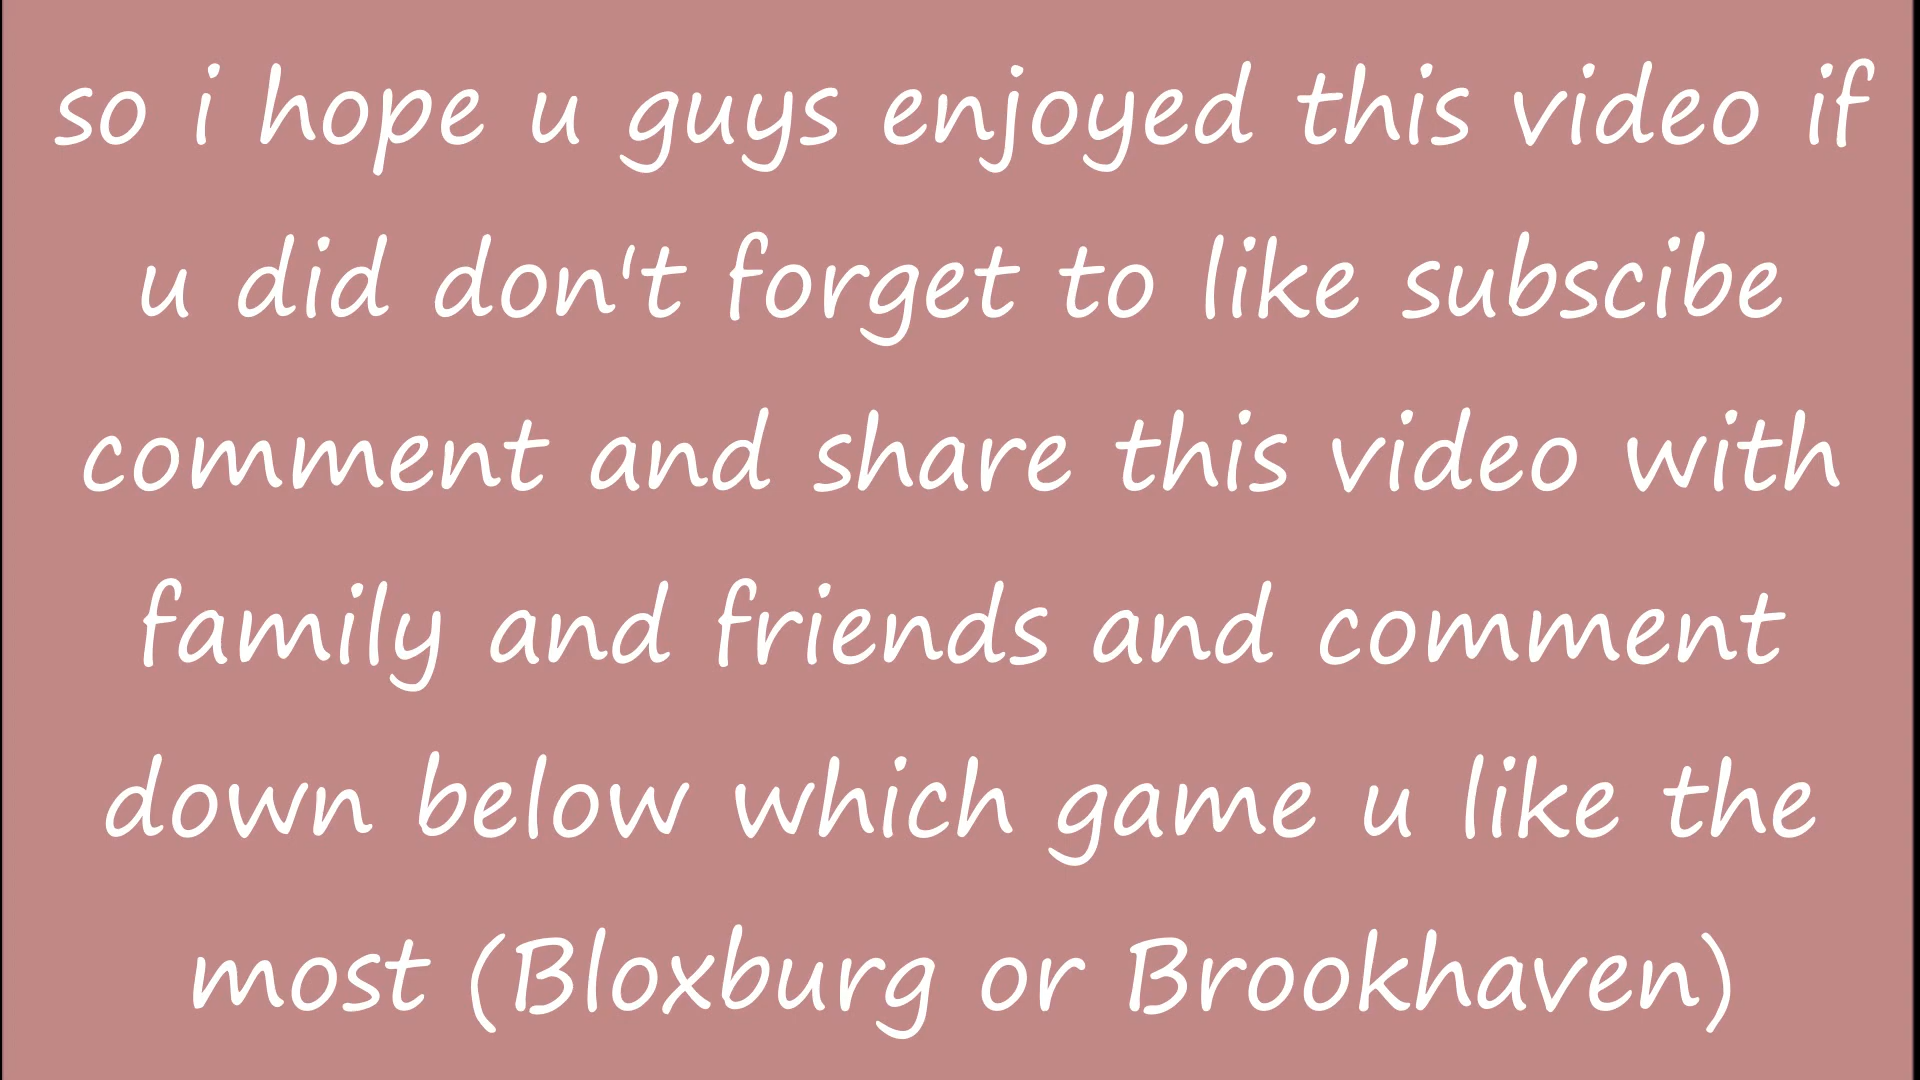 so i hope u guys enjoyed this video if
u did don't forget to like subscibe
comment and share this video with
family and friends and comment
down below which game u like the
most (Bloxburg or Brookhaven)